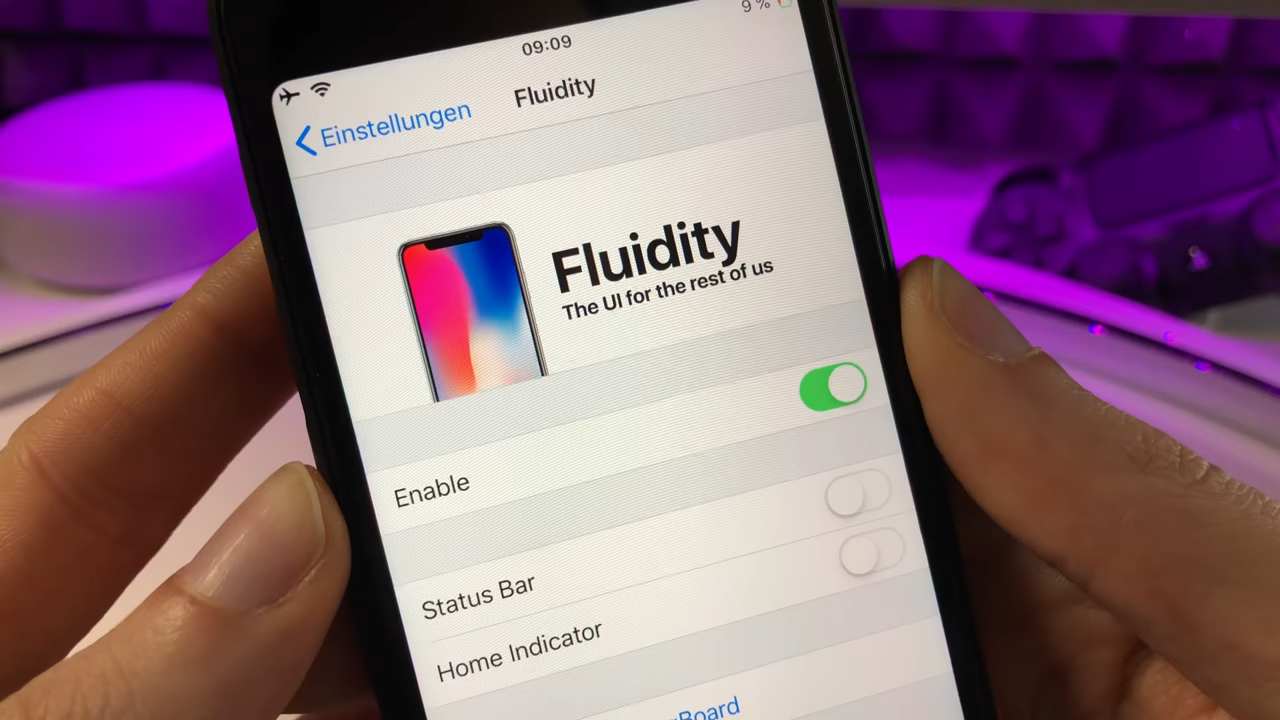 09:09
9 %
Einstellungen
Fluidity
Fluidity
The UI for the rest of us
Enable
Status Bar
Home Indicator